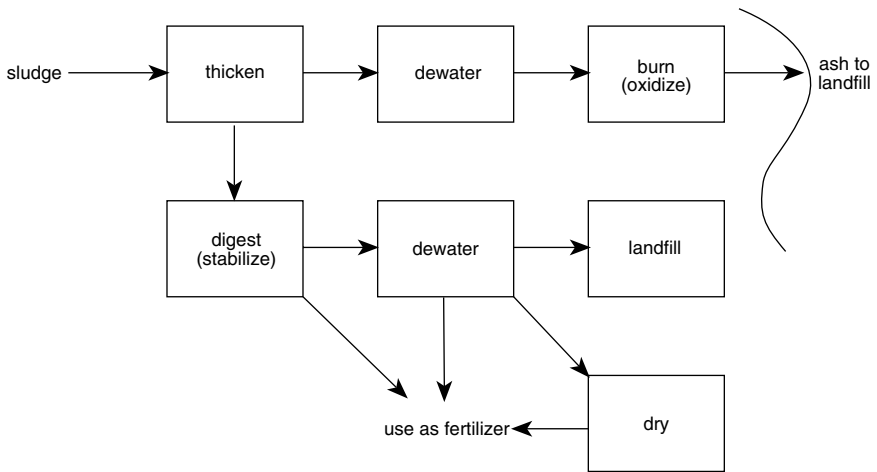 sludge
thicken
dewater
burn
(oxidize)
ash to
landfill
digest
(stabilize)
dewater
landfill
use as fertilizer
dry